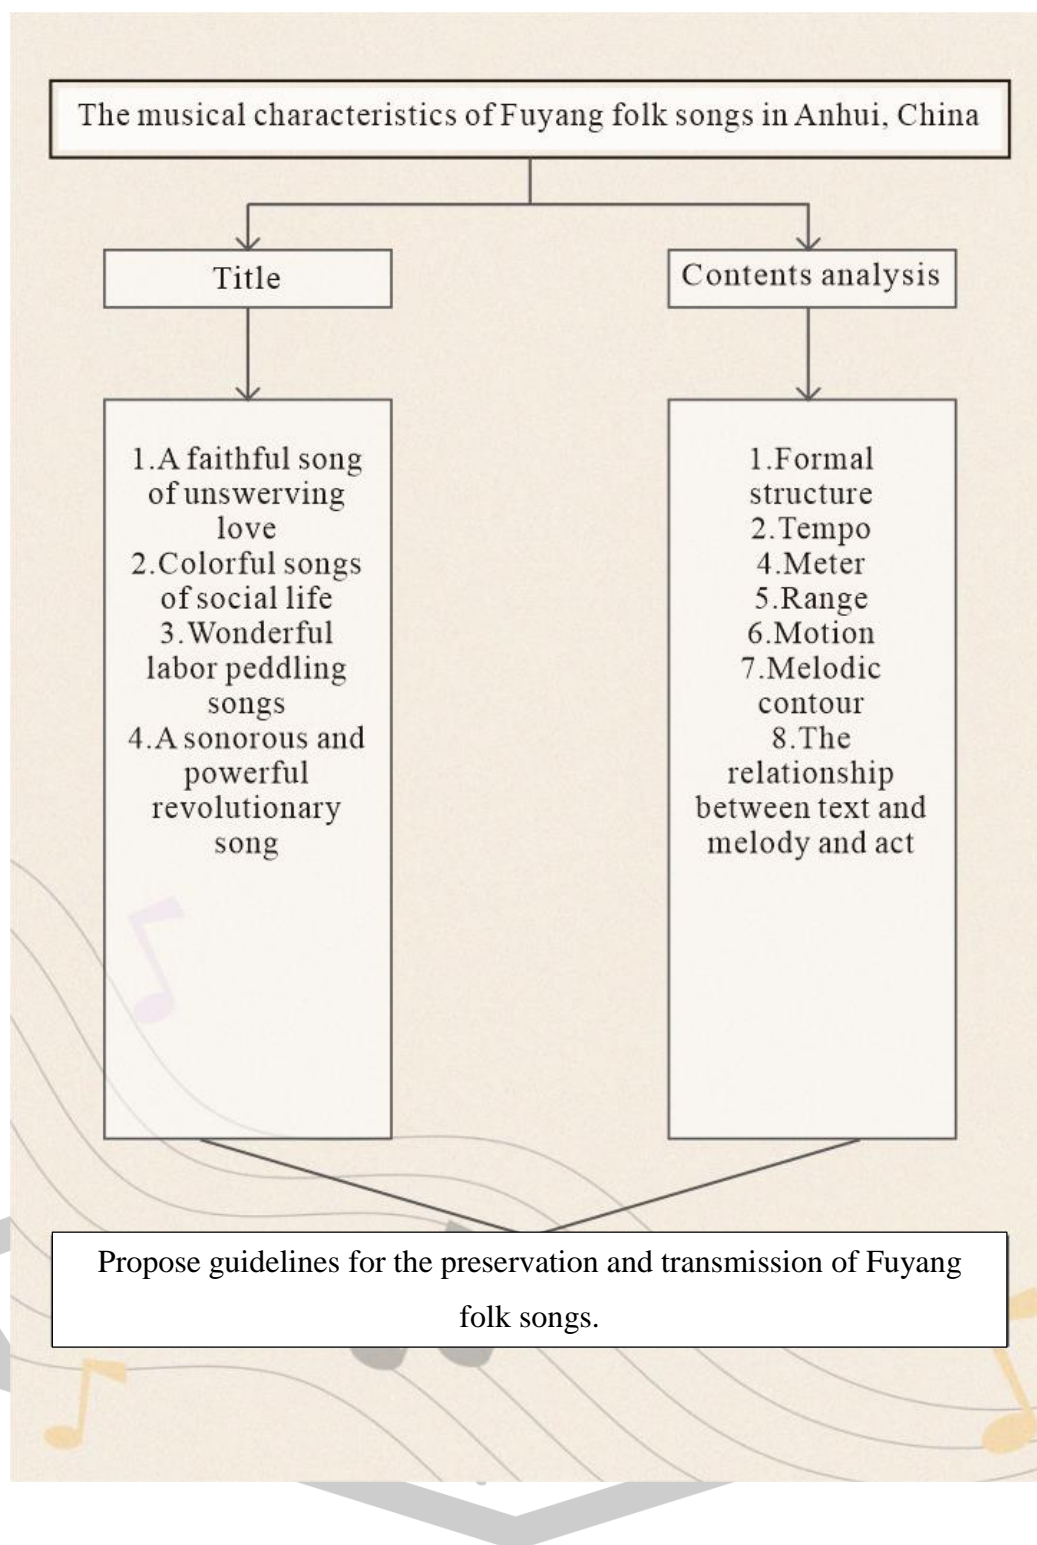 The musical characteristics of Fuyang folk songs in Anhui, China
Title
Contents analysis
1.A faithful song
of unswerving
love
2.Colorful songs
of social life
3.Wonderful
labor peddling
songs
4.A sonorous and
powerful
revolutionary
song
1.Formal
structure
2.Tempo
4.Meter
5.Range
6.Motion
7.Melodic
contour
8.The
relationship
between text and
melody and act
Propose guidelines for the preservation and transmission of Fuyang
folk songs.